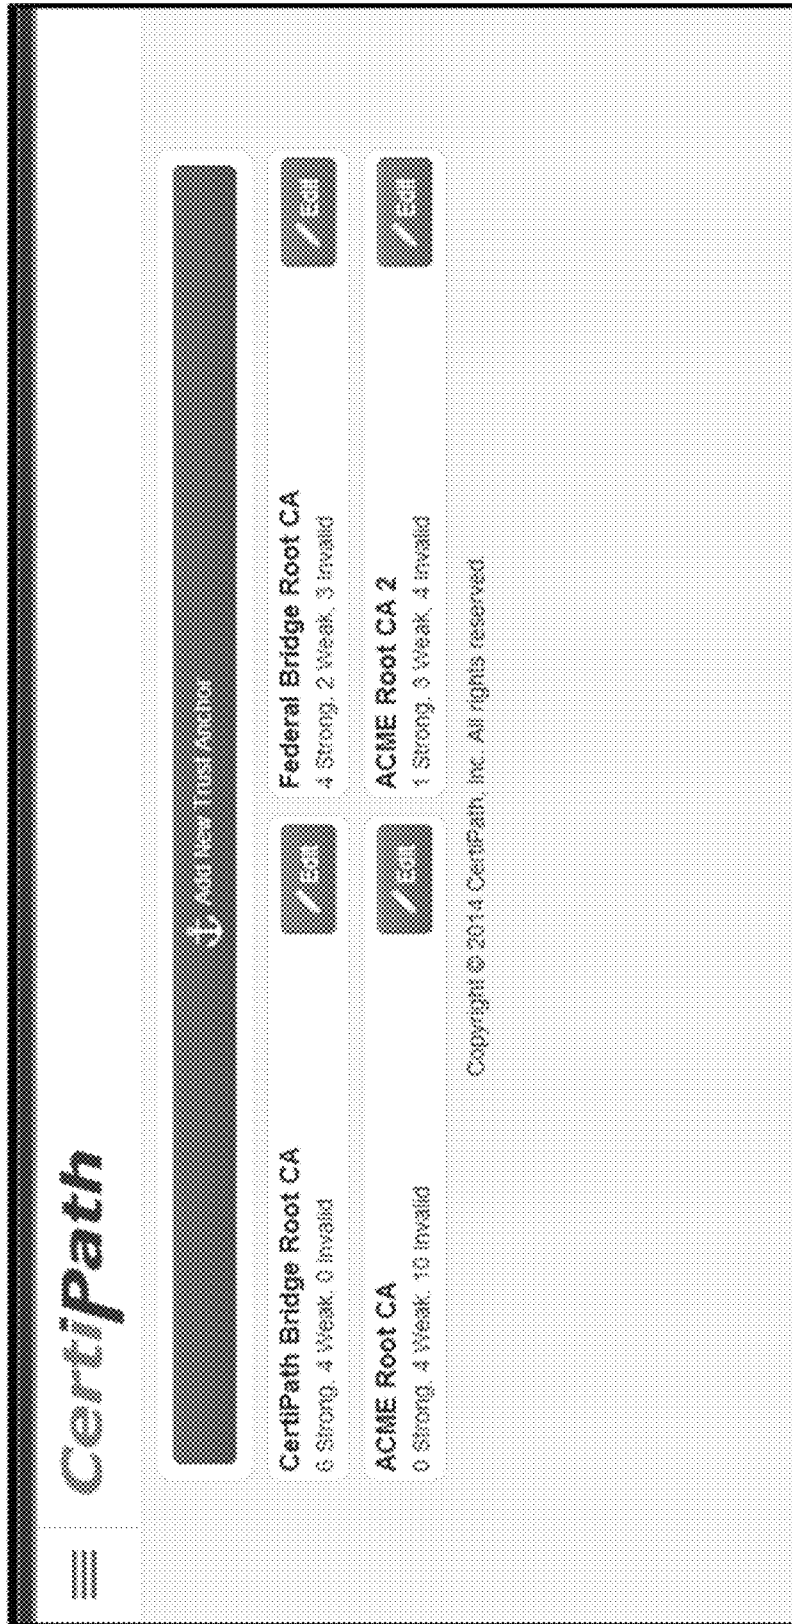 CertiPath
Add New Trust Anchor
CertiPath Bridge Root CA
6 Strong, 4 Weak, 0 Invalid
Edit
Federal Bridge Root CA
4 Strong, 2 Weak, 3 Invalid
Edit
ACME Root CA
0 Strong, 4 Weak, 10 Invalid
Edit
ACME Root CA 2
1 Strong, 3 Weak, 4 Invalid
Edit
Copyright © 2014 CertiPath, Inc. All rights reserved